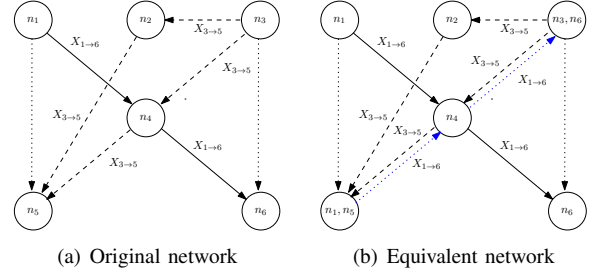 n₁ n₂ n₃ n₁ n₂ n₃, n₆
X₃→₅ X₃→₅
X₁→₆ X₁→₆
X₃→₅ X₁→₆
n₄ n₄
X₃→₅ X₃→₅
X₃→₅
X₁→₆ X₁→₆
X₃→₅ X₁→₆
n₅ n₆ n₁, n₅ n₆
(a) Original network (b) Equivalent network